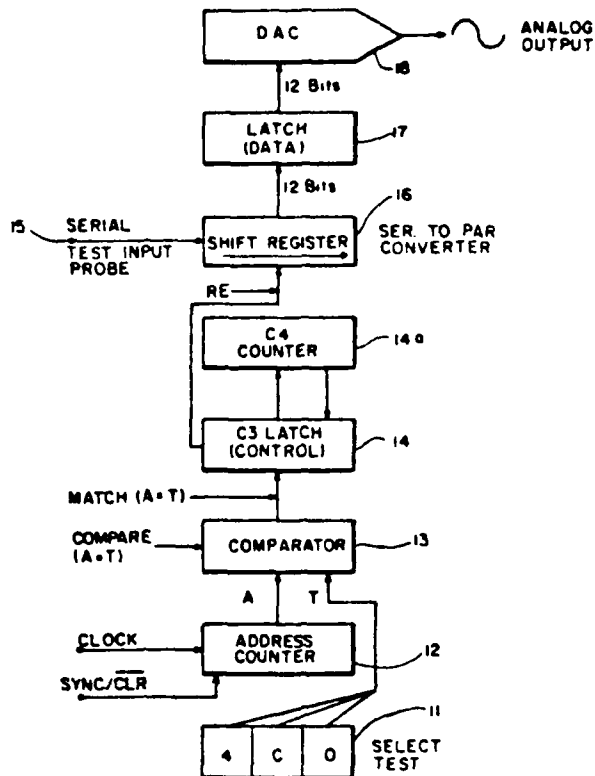 DAC
18
ANALOG
OUTPUT
12 Bits
LATCH
(DATA)
17
12 Bits
16
15
SERIAL
TEST INPUT
PROBE
SHIFT REGISTER
SER. TO PAR
CONVERTER
RE
C4
COUNTER
14a
C3 LATCH
(CONTROL)
14
MATCH (A=T)
COMPARE
(A=T)
COMPARATOR
13
A
T
CLOCK
ADDRESS
COUNTER
12
SYNC/CLR
11
4 C 0
SELECT
TEST